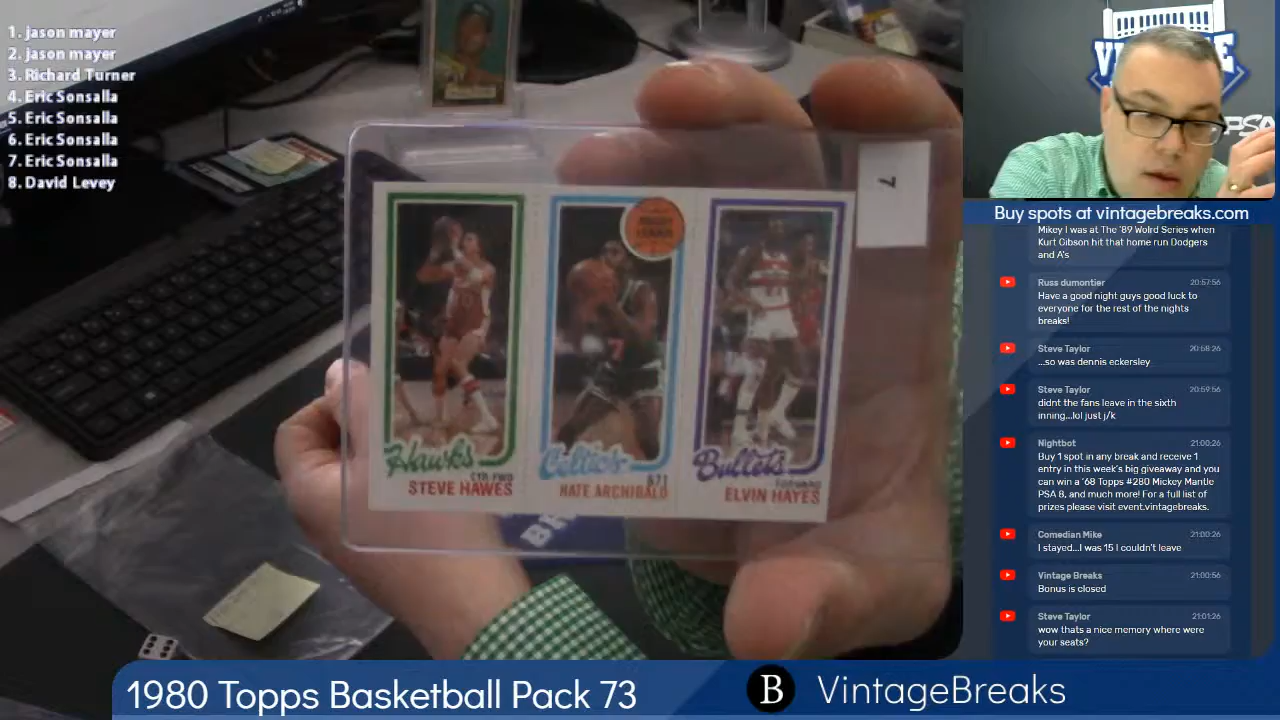 1. jason mayer
2. jason mayer
3. Richard Turner
4. Eric Sonsalla
5. Eric Sonsalla
6. Eric Sonsalla
7. Eric Sonsalla
8. David Levey
7
Hawks
CTR-FWD
STEVE HAWES
Celtics
NATE ARCHIBALD
Bullets
FORWARD
ELVIN HAYES
PSA
Buy spots at vintagebreaks.com
Mikey I was at The '89 Wolrd Series when
Kurt Gibson hit that home run Dodgers
and A's
Russ dumontier 20:57:56
Have a good night guys good luck to
everyone for the rest of the nights
breaks!
Steve Taylor 20:58:26
...so was dennis eckersley
Steve Taylor 20:59:56
didnt the fans leave in the sixth
inning...lol just j/k
Nightbot 21:00:26
Buy 1 spot in any break and receive 1
entry in this week's big giveaway and you
can win a '68 Topps #280 Mickey Mantle
PSA 8, and much more! For a full list of
prizes please visit event.vintagebreaks.
Comedian Mike 21:00:26
I stayed...I was 15 I couldn't leave
Vintage Breaks 21:00:56
Bonus is closed
Steve Taylor 21:01:26
wow thats a nice memory where were
your seats?
1980 Topps Basketball Pack 73
B VintageBreaks